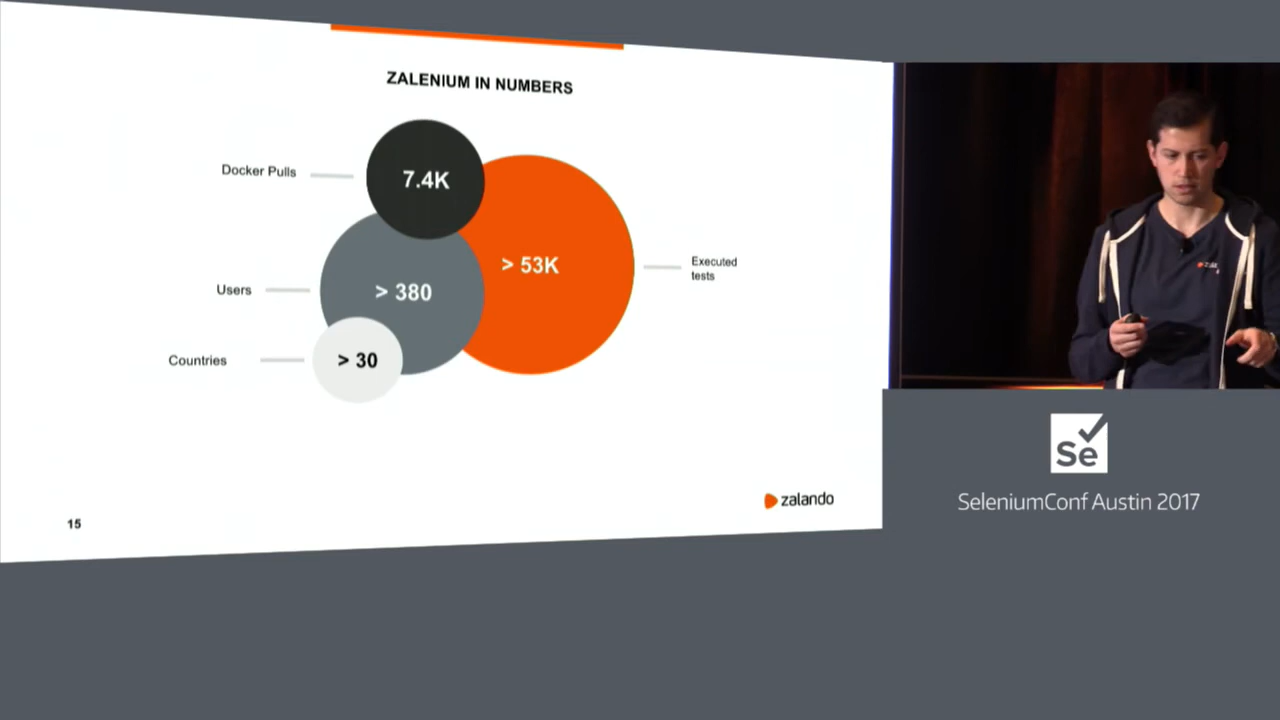 ZALENIUM IN NUMBERS
Docker Pulls
7.4K
> 53K
Executed
tests
Users
> 380
Countries
> 30
zalando
15
Se
SeleniumConf Austin 2017